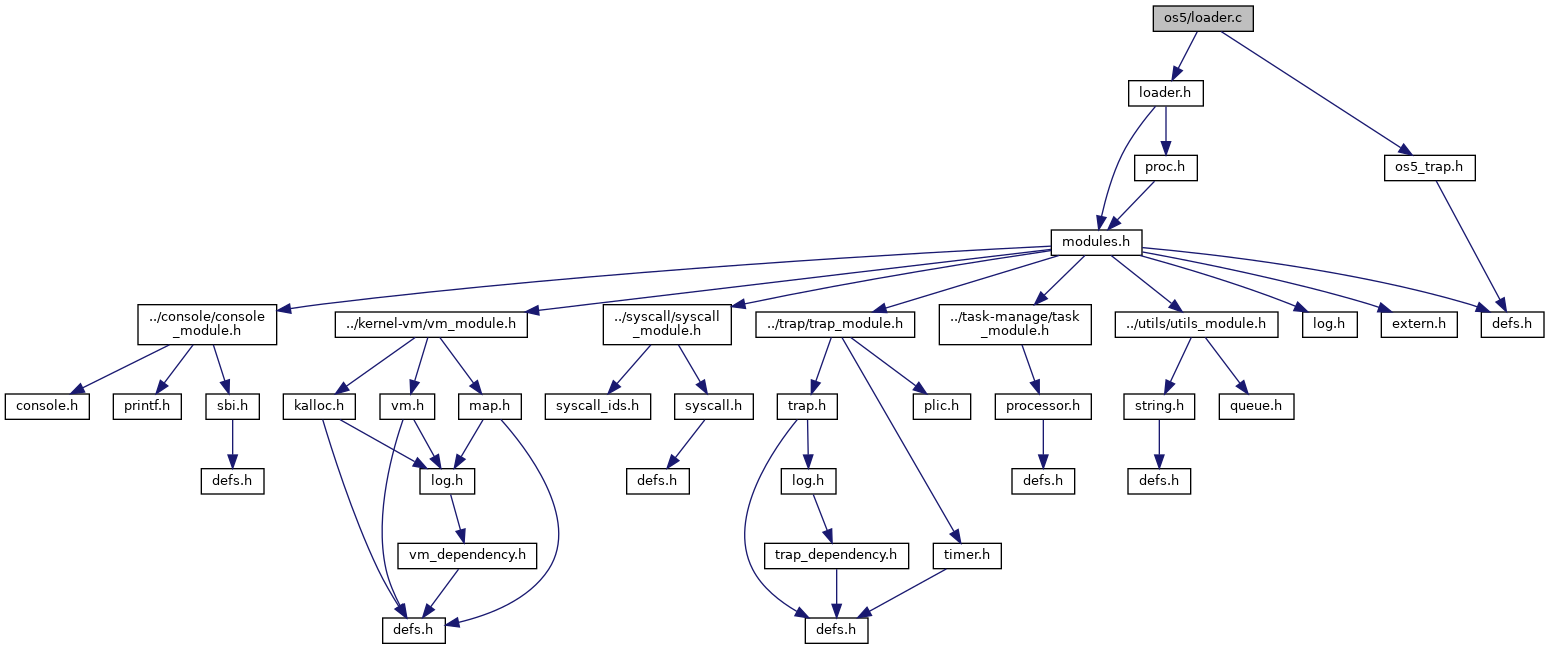 os5/loader.c
loader.h
proc.h
os5_trap.h
modules.h
../console/console
_module.h
../kernel-vm/vm_module.h
../syscall/syscall
_module.h
../trap/trap_module.h
../task-manage/task
_module.h
../utils/utils_module.h
log.h
extern.h
defs.h
console.h
printf.h
sbi.h
kalloc.h
vm.h
map.h
syscall_ids.h
syscall.h
trap.h
plic.h
processor.h
string.h
queue.h
defs.h
log.h
defs.h
log.h
defs.h
defs.h
vm_dependency.h
trap_dependency.h
timer.h
defs.h
defs.h